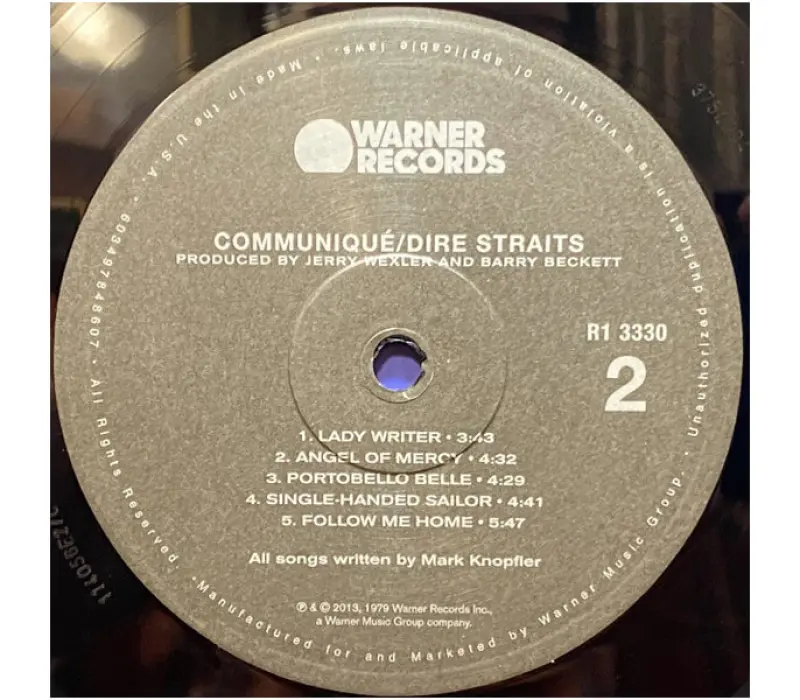 WARNER
RECORDS
COMMUNIQUÉ/DIRE STRAITS
PRODUCED BY JERRY WEXLER AND BARRY BECKETT
R1 3330
2
1. LADY WRITER • 3:43
2. ANGEL OF MERCY • 4:32
3. PORTOBELLO BELLE • 4:29
4. SINGLE-HANDED SAILOR • 4:41
5. FOLLOW ME HOME • 5:47
All songs written by Mark Knopfler
℗ & © 2013, 1979 Warner Records Inc.,
a Warner Music Group company.
•Manufactured for and Marketed by Warner Music Group. • Unauthorized duplication is a violation of applicable laws. • Made in the U.S.A. • 603497848607 • All Rights Reserved.